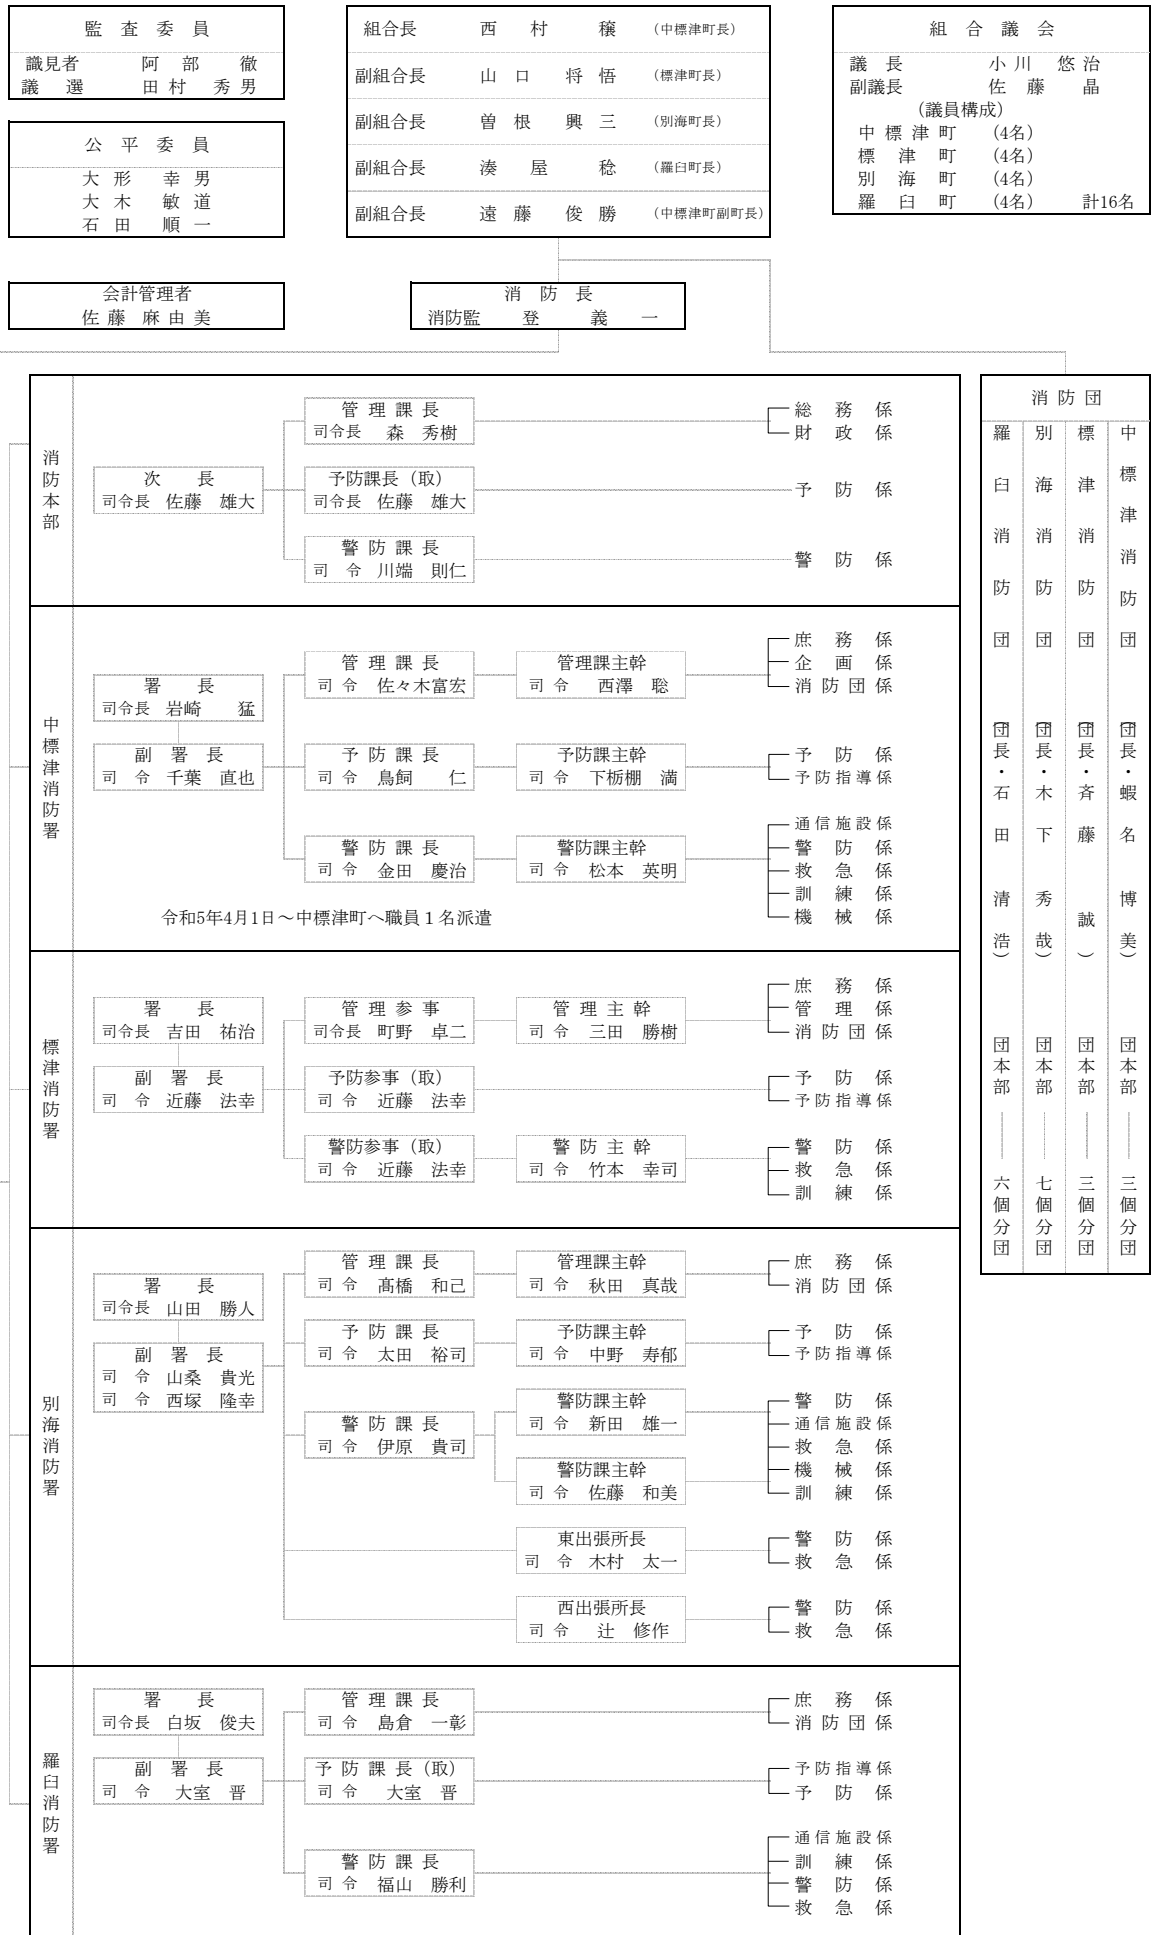 監査委員
識見者 阿部 徹
議選 田村 秀男
公平委員
大形 幸男
大木 敏道
石田 順一
会計管理者
佐藤 麻由美
組合長 西村 穣 (中標津町長)
副組合長 山口 将悟 (標津町長)
副組合長 曽根 興三 (別海町長)
副組合長 湊屋 稔 (羅臼町長)
副組合長 遠藤 俊勝 (中標津町副町長)
消防長
消防監 登 義一
組合議会
議長 小川 悠治
副議長 佐藤 晶
(議員構成)
中標津町 (4名)
標津町 (4名)
別海町 (4名)
羅臼町 (4名) 計16名
消防本部
次長
司令長 佐藤 雄大
管理課長
司令長 森 秀樹
総務係
財政係
予防課長(取)
司令長 佐藤 雄大
予防係
警防課長
司令 川端 則仁
警防係
中標津消防署
署長
司令長 岩崎 猛
副署長
司令 千葉 直也
管理課長
司令 佐々木富宏
管理課主幹
司令 西澤 聡
庶務係
企画係
消防団係
予防課長
司令 鳥飼 仁
予防課主幹
司令 下栃棚 満
予防係
予防指導係
警防課長
司令 金田 慶治
警防課主幹
司令 松本 英明
通信施設係
警防係
救急係
訓練係
機械係
令和5年4月1日~中標津町へ職員1名派遣
標津消防署
署長
司令長 吉田 祐治
副署長
司令 近藤 法幸
管理参事
司令長 町野 卓二
管理主幹
司令 三田 勝樹
庶務係
管理係
消防団係
予防参事(取)
司令 近藤 法幸
予防係
予防指導係
警防参事(取)
司令 近藤 法幸
警防主幹
司令 竹本 幸司
警防係
救急係
訓練係
別海消防署
署長
司令長 山田 勝人
副署長
司令 山桑 貴光
司令 西塚 隆幸
管理課長
司令 髙橋 和己
管理課主幹
司令 秋田 真哉
庶務係
消防団係
予防課長
司令 太田 裕司
予防課主幹
司令 中野 寿郁
予防係
予防指導係
警防課長
司令 伊原 貴司
警防課主幹
司令 新田 雄一
警防課主幹
司令 佐藤 和美
警防係
通信施設係
救急係
機械係
訓練係
東出張所長
司令 木村 太一
警防係
救急係
西出張所長
司令 辻 修作
警防係
救急係
羅臼消防署
署長
司令長 白坂 俊夫
副署長
司令 大室 晋
管理課長
司令 島倉 一彰
庶務係
消防団係
予防課長(取)
司令 大室 晋
予防指導係
予防係
警防課長
司令 福山 勝利
通信施設係
訓練係
警防係
救急係
消防団
中標津消防団 (団長・蝦名 博美) 団本部 三個分団
標津消防団 (団長・斉藤 誠) 団本部 三個分団
別海消防団 (団長・木下 秀哉) 団本部 七個分団
羅臼消防団 (団長・石田 清浩) 団本部 六個分団